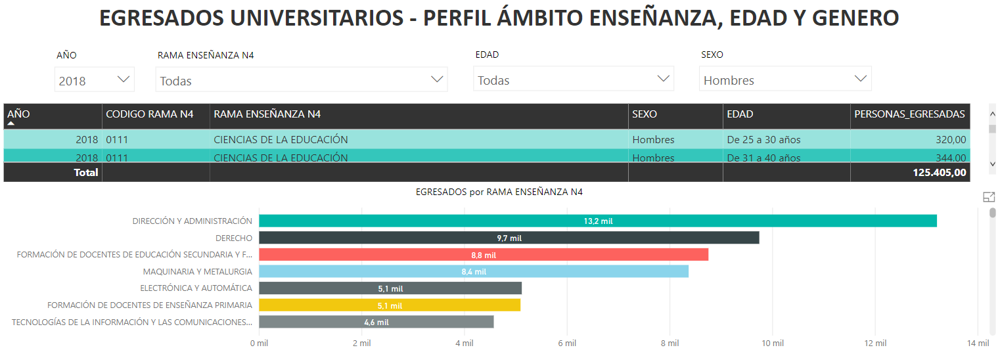 EGRESADOS UNIVERSITARIOS - PERFIL ÁMBITO ENSEÑANZA, EDAD Y GENERO
AÑO RAMA ENSEÑANZA N4 EDAD SEXO
2018 Todas Todas Hombres
AÑO CODIGO RAMA N4 RAMA ENSEÑANZA N4 SEXO EDAD PERSONAS_EGRESADAS
2018 0111 CIENCIAS DE LA EDUCACIÓN Hombres De 25 a 30 años 320,00
2018 0111 CIENCIAS DE LA EDUCACIÓN Hombres De 31 a 40 años 344,00
Total 125.405,00
EGRESADOS por RAMA ENSEÑANZA N4
DIRECCIÓN Y ADMINISTRACIÓN 13,2 mil
DERECHO 9,7 mil
FORMACIÓN DE DOCENTES DE EDUCACIÓN SECUNDARIA Y F... 8,8 mil
MAQUINARIA Y METALURGIA 8,4 mil
ELECTRÓNICA Y AUTOMÁTICA 5,1 mil
FORMACIÓN DE DOCENTES DE ENSEÑANZA PRIMARIA 5,1 mil
TECNOLOGÍAS DE LA INFORMACIÓN Y LAS COMUNICACIONES... 4,6 mil
0 mil 2 mil 4 mil 6 mil 8 mil 10 mil 12 mil 14 mil